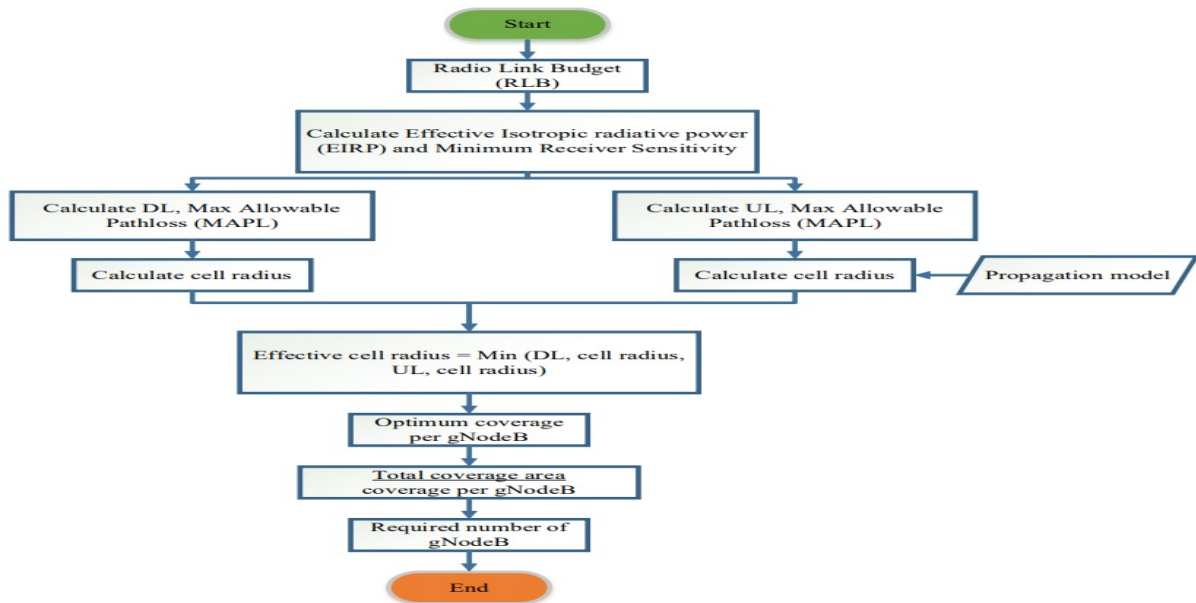 Start
Radio Link Budget
(RLB)
Calculate Effective Isotropic radiative power
(EIRP) and Minimum Receiver Sensitivity
Calculate DL, Max Allowable
Pathloss (MAPL)
Calculate UL, Max Allowable
Pathloss (MAPL)
Calculate cell radius
Calculate cell radius
Propagation model
Effective cell radius = Min (DL, cell radius,
UL, cell radius)
Optimum coverage
per gNodeB
Total coverage area
coverage per gNodeB
Required number of
gNodeB
End